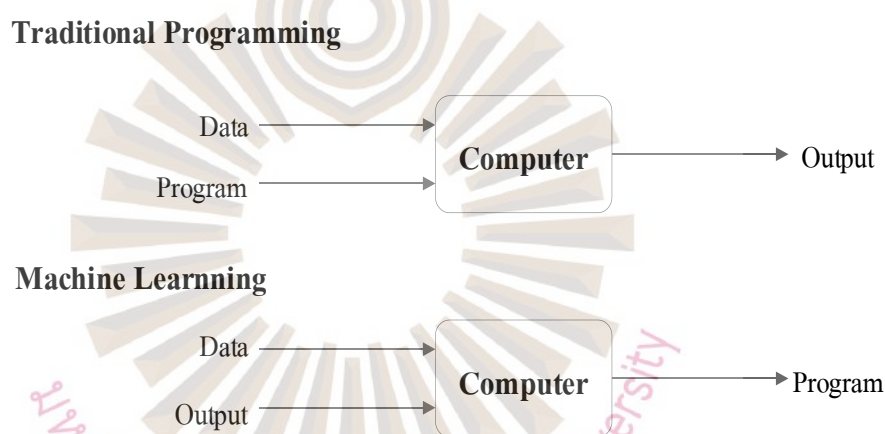 Traditional Programming
Data
Computer
Output
Program
Machine Learnning
Data
Computer
Program
Output